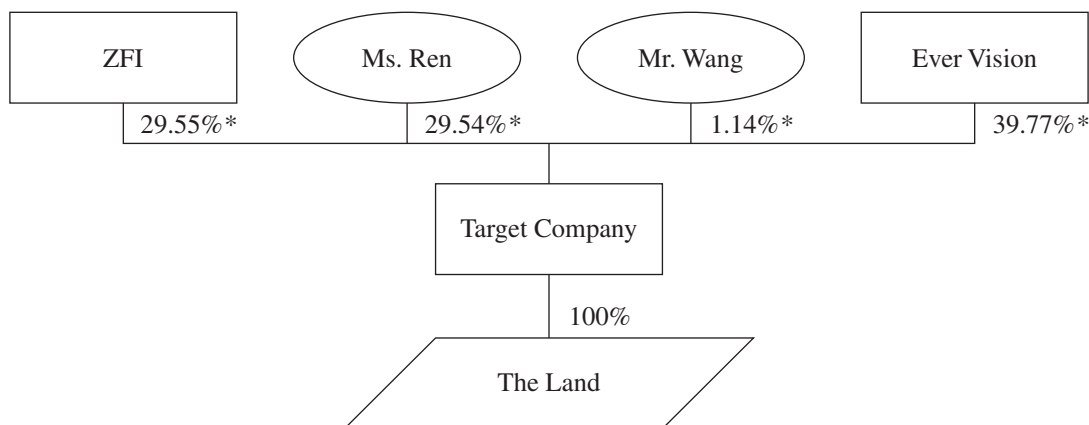 ZFI
Ms. Ren
Mr. Wang
Ever Vision
29.55%*
29.54%*
1.14%*
39.77%*
Target Company
100%
The Land